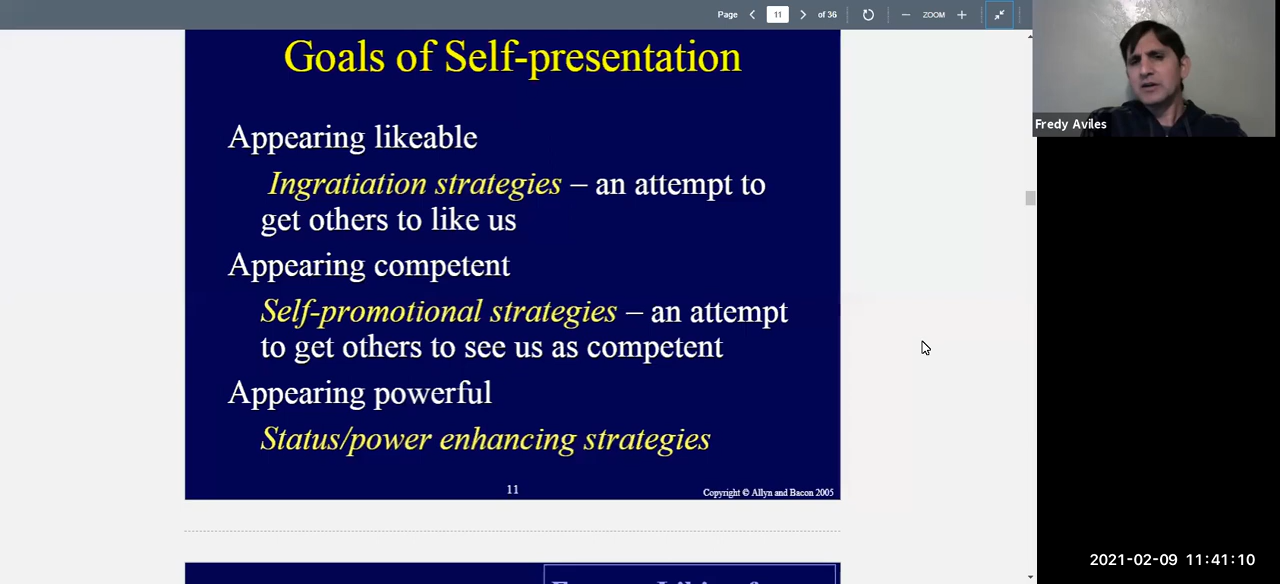 Page 11 of 36 ZOOM
Goals of Self-presentation
Fredy Aviles
Appearing likeable
Ingratiation strategies – an attempt to
get others to like us
Appearing competent
Self-promotional strategies – an attempt
to get others to see us as competent
Appearing powerful
Status/power enhancing strategies
11
Copyright © Allyn and Bacon 2005
2021-02-09 11:41:10